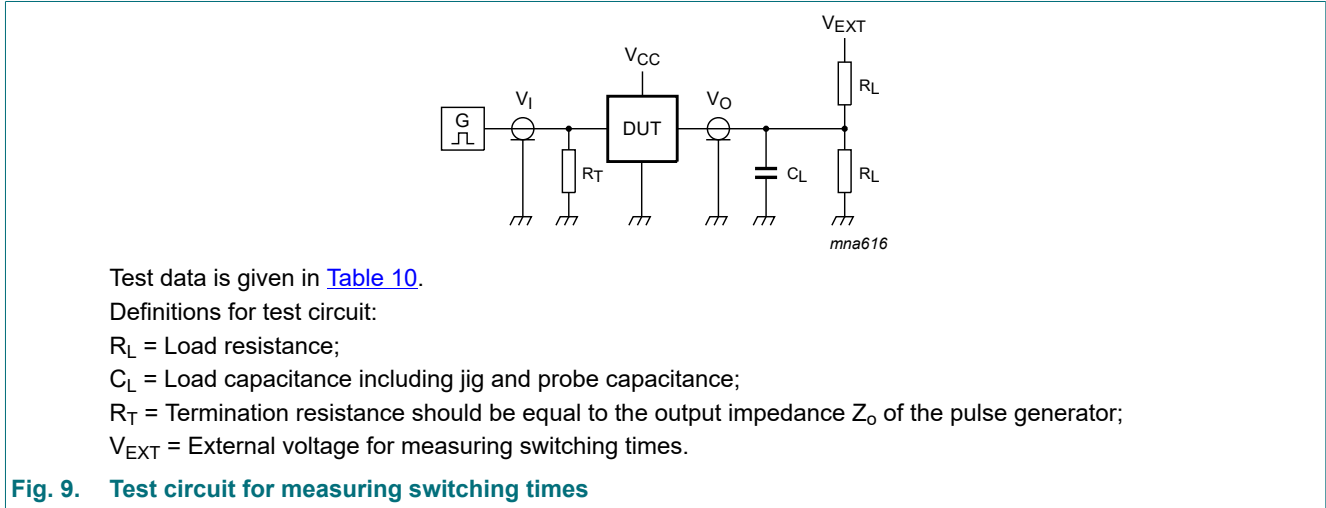 VEXT
VCC
RL
VI
VO
G
DUT
RT
CL
RL
mna616
Test data is given in Table 10.
Definitions for test circuit:
RL = Load resistance;
CL = Load capacitance including jig and probe capacitance;
RT = Termination resistance should be equal to the output impedance Zo of the pulse generator;
VEXT = External voltage for measuring switching times.
Fig. 9. Test circuit for measuring switching times